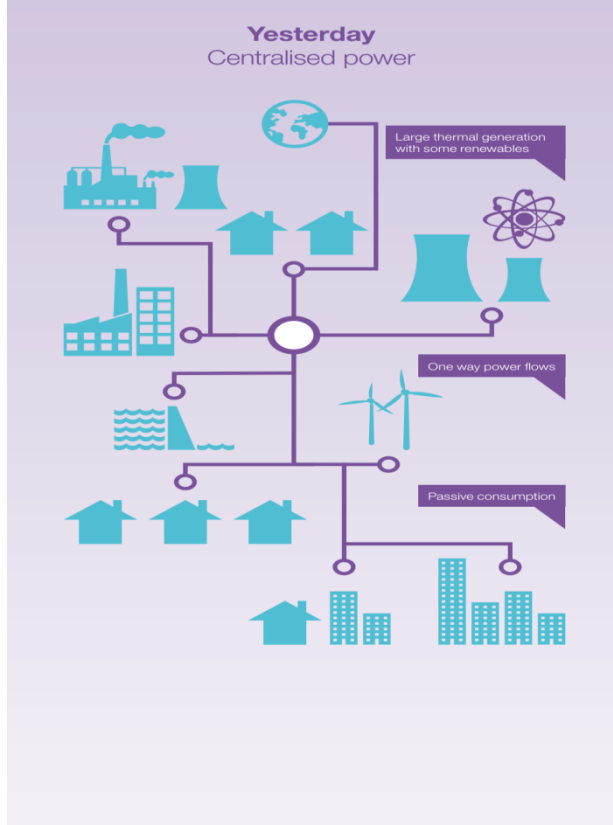 Yesterday
Centralised power
Large thermal generation
with some renewables
One way power flows
Passive consumption